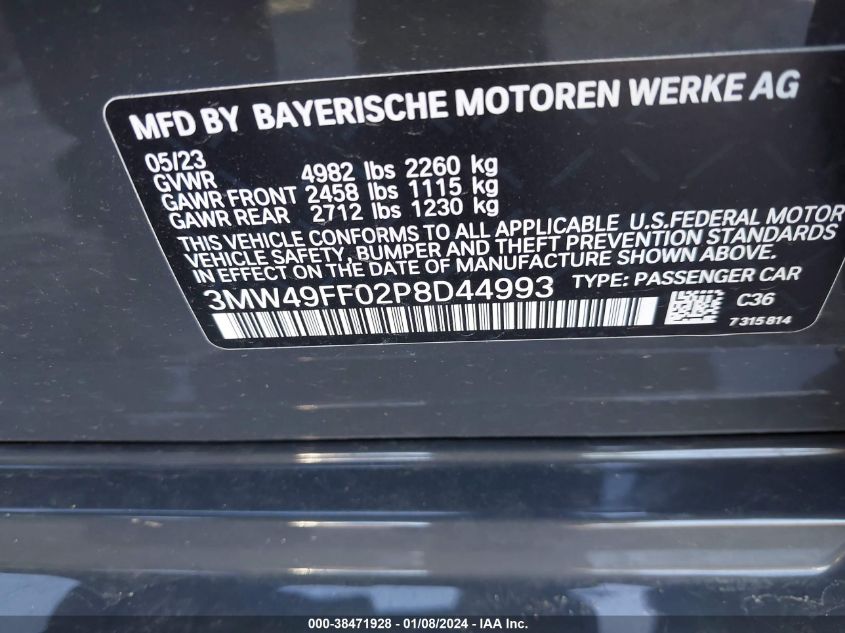 MFD BY BAYERISCHE MOTOREN WERKE AG
05/23
GVWR 4982 lbs 2260 kg
GAWR FRONT 2458 lbs 1115 kg
GAWR REAR 2712 lbs 1230 kg
THIS VEHICLE CONFORMS TO ALL APPLICABLE U.S.FEDERAL MOTOR
VEHICLE SAFETY, BUMPER AND THEFT PREVENTION STANDARDS
IN EFFECT ON THE DATE OF MANUFACTURE SHOWN ABOVE.
3MW49FF02P8D44993 TYPE: PASSENGER CAR
C36
7315814
000-38471928 - 01/08/2024 - IAA Inc.